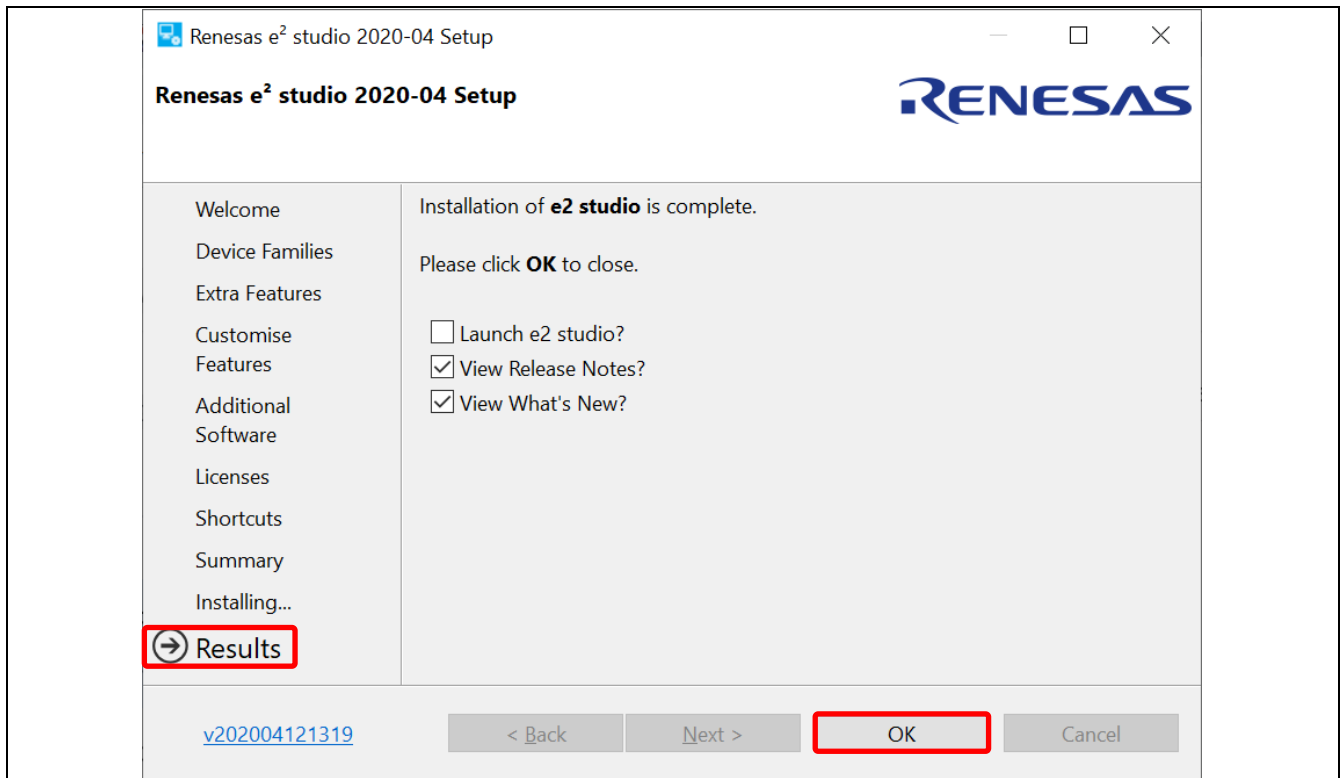 Renesas e² studio 2020-04 Setup
Renesas e² studio 2020-04 Setup
RENESAS
Welcome
Device Families
Extra Features
Customise
Features
Additional
Software
Licenses
Shortcuts
Summary
Installing...
Results
Installation of e2 studio is complete.
Please click OK to close.
Launch e2 studio?
View Release Notes?
View What's New?
v202004121319
< Back
Next >
OK
Cancel